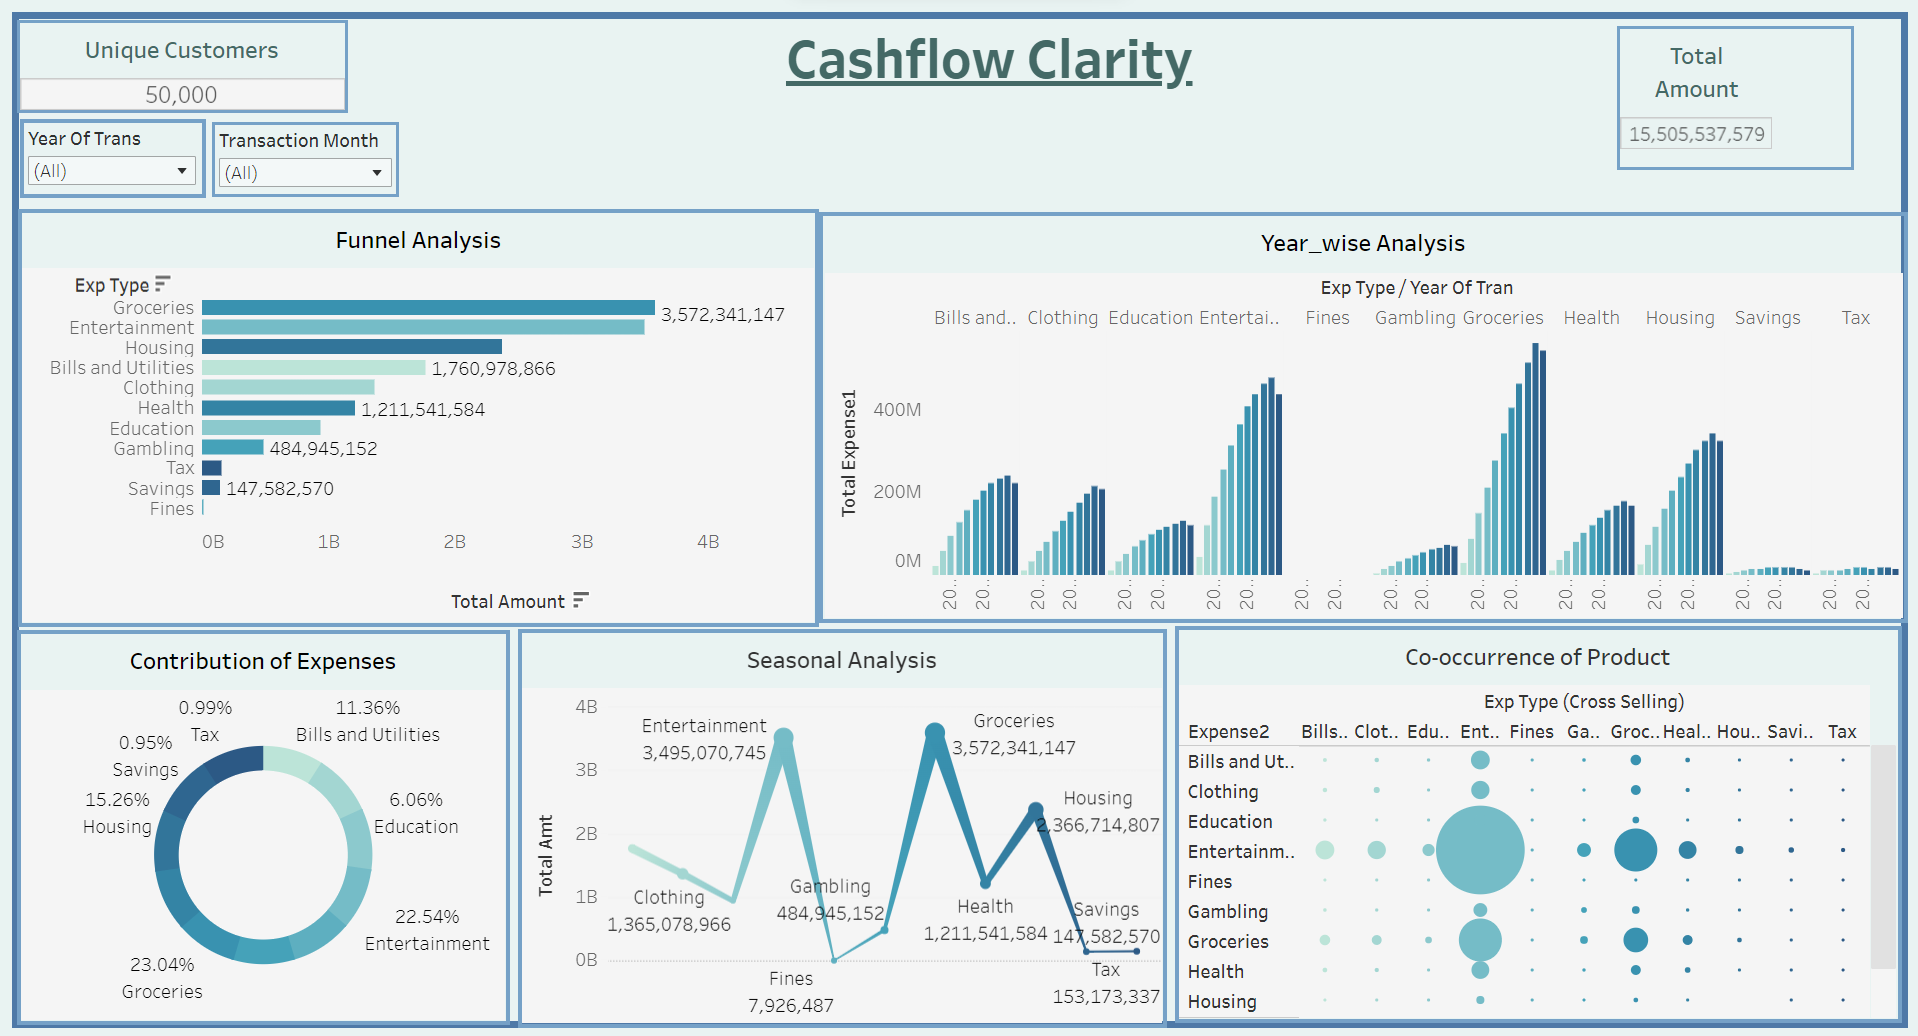 Unique Customers
50,000
Cashflow Clarity
Total
Amount
15,505,537,579
Year Of Trans
(All)
Transaction Month
(All)
Funnel Analysis
Exp Type
Groceries
3,572,341,147
Entertainment
Housing
Bills and Utilities
1,760,978,866
Clothing
Health
1,211,541,584
Education
Gambling
484,945,152
Tax
Savings
147,582,570
Fines
0B 1B 2B 3B 4B
Total Amount
Year_wise Analysis
Exp Type / Year Of Tran
Bills and.. Clothing Education Entertai.. Fines Gambling Groceries Health Housing Savings Tax
Total Expense1
400M
200M
0M
20.. 20.. 20.. 20.. 20.. 20.. 20.. 20.. 20.. 20.. 20.. 20.. 20.. 20.. 20.. 20.. 20.. 20.. 20.. 20.. 20.. 20..
Contribution of Expenses
0.99%
Tax
11.36%
Bills and Utilities
0.95%
Savings
15.26%
Housing
6.06%
Education
22.54%
Entertainment
23.04%
Groceries
Seasonal Analysis
Total Amt
4B
3B
2B
1B
0B
Entertainment
3,495,070,745
Groceries
3,572,341,147
Housing
2,366,714,807
Clothing
1,365,078,966
Gambling
484,945,152
Health
1,211,541,584
Savings
147,582,570
Fines
7,926,487
Tax
153,173,337
Co-occurrence of Product
Exp Type (Cross Selling)
Expense2 Bills.. Clot.. Edu.. Ent.. Fines Ga.. Groc.. Heal.. Hou.. Savi.. Tax
Bills and Ut..
Clothing
Education
Entertainm..
Fines
Gambling
Groceries
Health
Housing